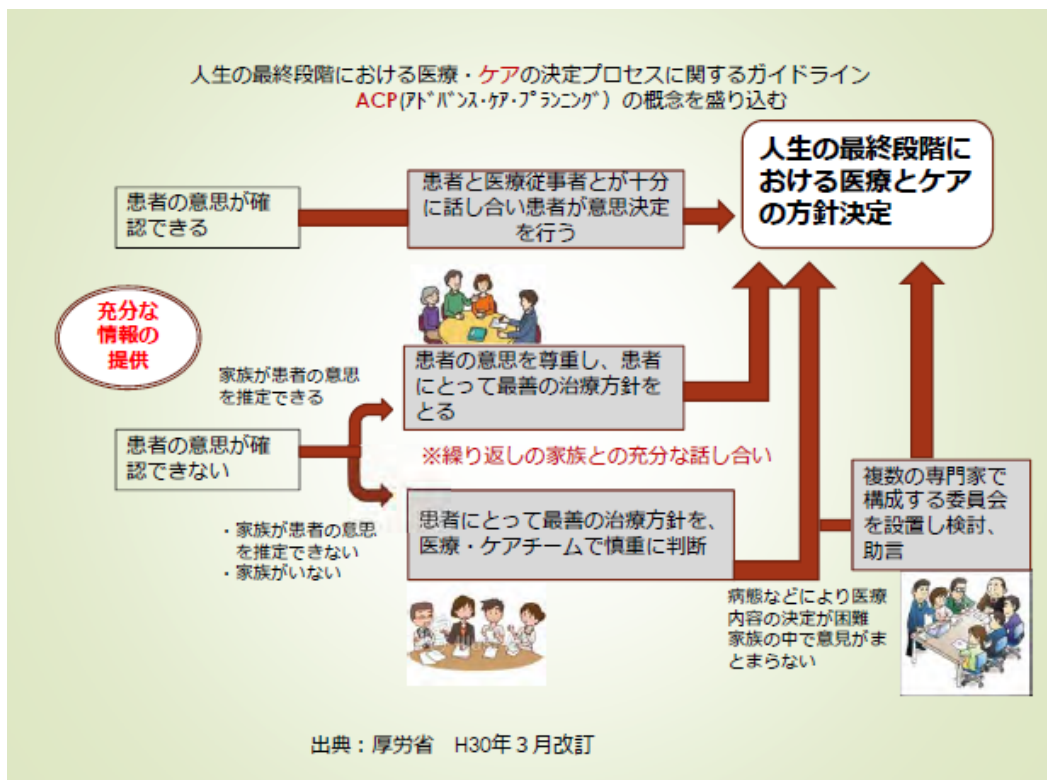 人生の最終段階における医療・ケアの決定プロセスに関するガイドライン
ACP(ｱﾄﾞﾊﾞﾝｽ･ｹｱ･ﾌﾟﾗﾝﾆﾝｸﾞ）の概念を盛り込む
人生の最終段階に
おける医療とケア
の方針決定
患者の意思が確
認できる
患者と医療従事者とが十分
に話し合い患者が意思決定
を行う
充分な
情報の
提供
家族が患者の意思
を推定できる
患者の意思を尊重し、患者
にとって最善の治療方針を
とる
患者の意思が確
認できない
※繰り返しの家族との充分な話し合い
・家族が患者の意思
を推定できない
・家族がいない
患者にとって最善の治療方針を、
医療・ケアチームで慎重に判断
複数の専門家で
構成する委員会
を設置し検討、
助言
病態などにより医療
内容の決定が困難
家族の中で意見がま
とまらない
出典：厚労省　H30年３月改訂